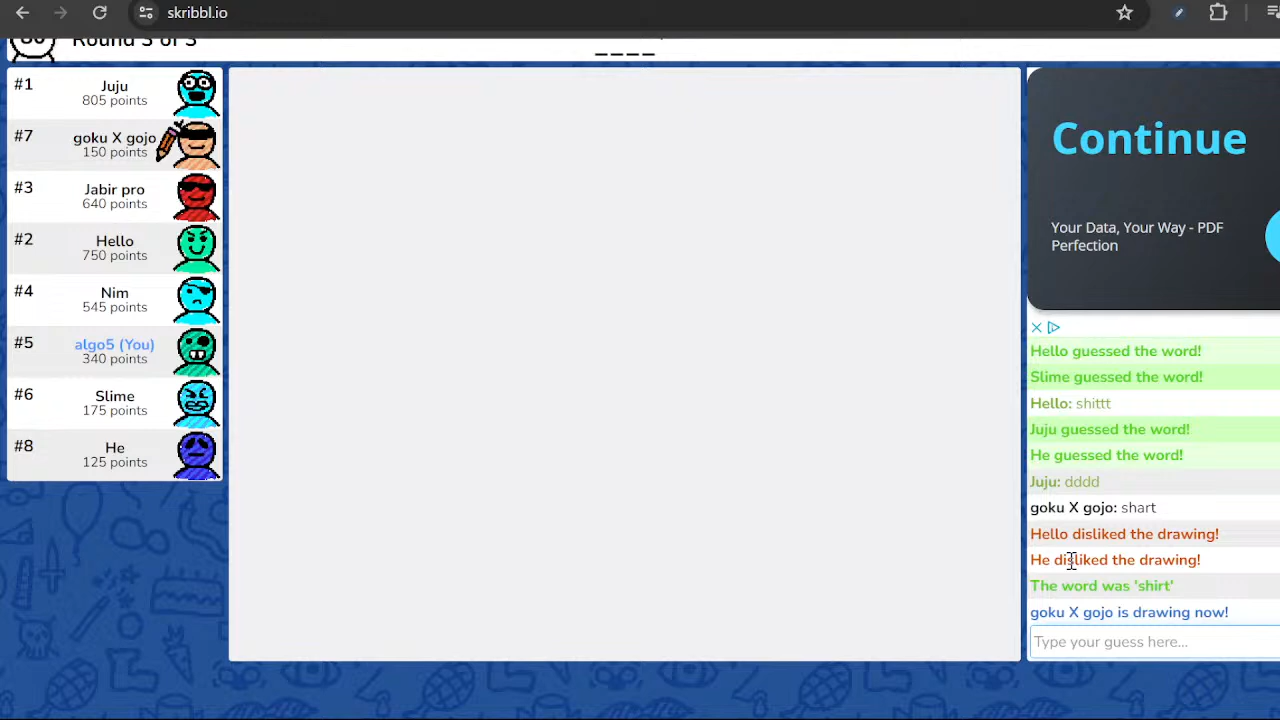 skribbl.io
Round 3 of 3
____
#1
Juju
805 points
#7
goku X gojo
150 points
#3
Jabir pro
640 points
#2
Hello
750 points
#4
Nim
545 points
#5
algo5 (You)
340 points
#6
Slime
175 points
#8
He
125 points
Continue
Your Data, Your Way - PDF
Perfection
Hello guessed the word!
Slime guessed the word!
Hello: shittt
Juju guessed the word!
He guessed the word!
Juju: dddd
goku X gojo: shart
Hello disliked the drawing!
He disliked the drawing!
The word was 'shirt'
goku X gojo is drawing now!
Type your guess here...